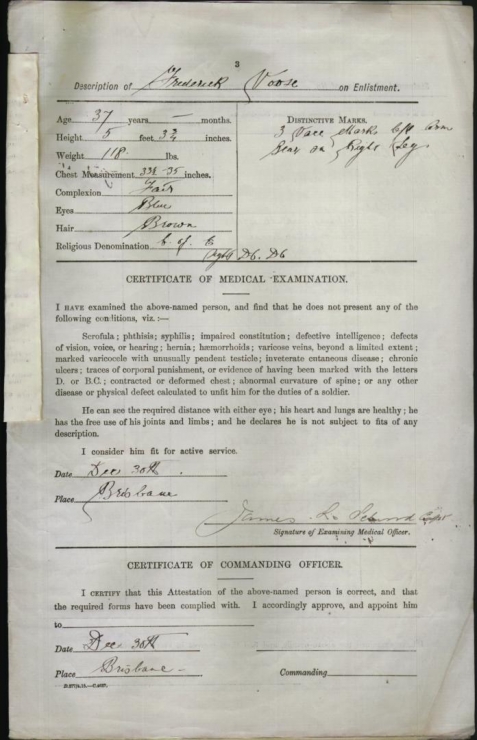 3
Description of Frederick Voose on Enlistment.
Age 37 years — months.
Height 5 feet 3¾ inches.
Weight 118 lbs.
Chest Measurement 33½-35 inches.
Complexion Fair
Eyes Blue
Hair Brown
Religious Denomination C. of E
D6. D6
DISTINCTIVE MARKS.
3 Vacc Marks Left Arm
Scar on Right Leg
CERTIFICATE OF MEDICAL EXAMINATION.
I HAVE examined the above-named person, and find that he does not present any of the
following conditions, viz. :—
Scrofula; phthisis; syphilis; impaired constitution; defective intelligence; defects
of vision, voice, or hearing; hernia; hæmorrhoids; varicose veins, beyond a limited extent;
marked varicocele with unusually pendent testicle; inveterate cutaneous disease; chronic
ulcers; traces of corporal punishment, or evidence of having been marked with the letters
D. or B.C.; contracted or deformed chest; abnormal curvature of spine; or any other
disease or physical defect calculated to unfit him for the duties of a soldier.
He can see the required distance with either eye; his heart and lungs are healthy; he
has the free use of his joints and limbs; and he declares he is not subject to fits of any
description.
I consider him fit for active service.
Date Dec 30th.
Place Brisbane
James
Signature of Examining Medical Officer.
CERTIFICATE OF COMMANDING OFFICER.
I CERTIFY that this Attestation of the above-named person is correct, and that
the required forms have been complied with. I accordingly approve, and appoint him
to
Date Dec 30th
Place Brisbane — Commanding